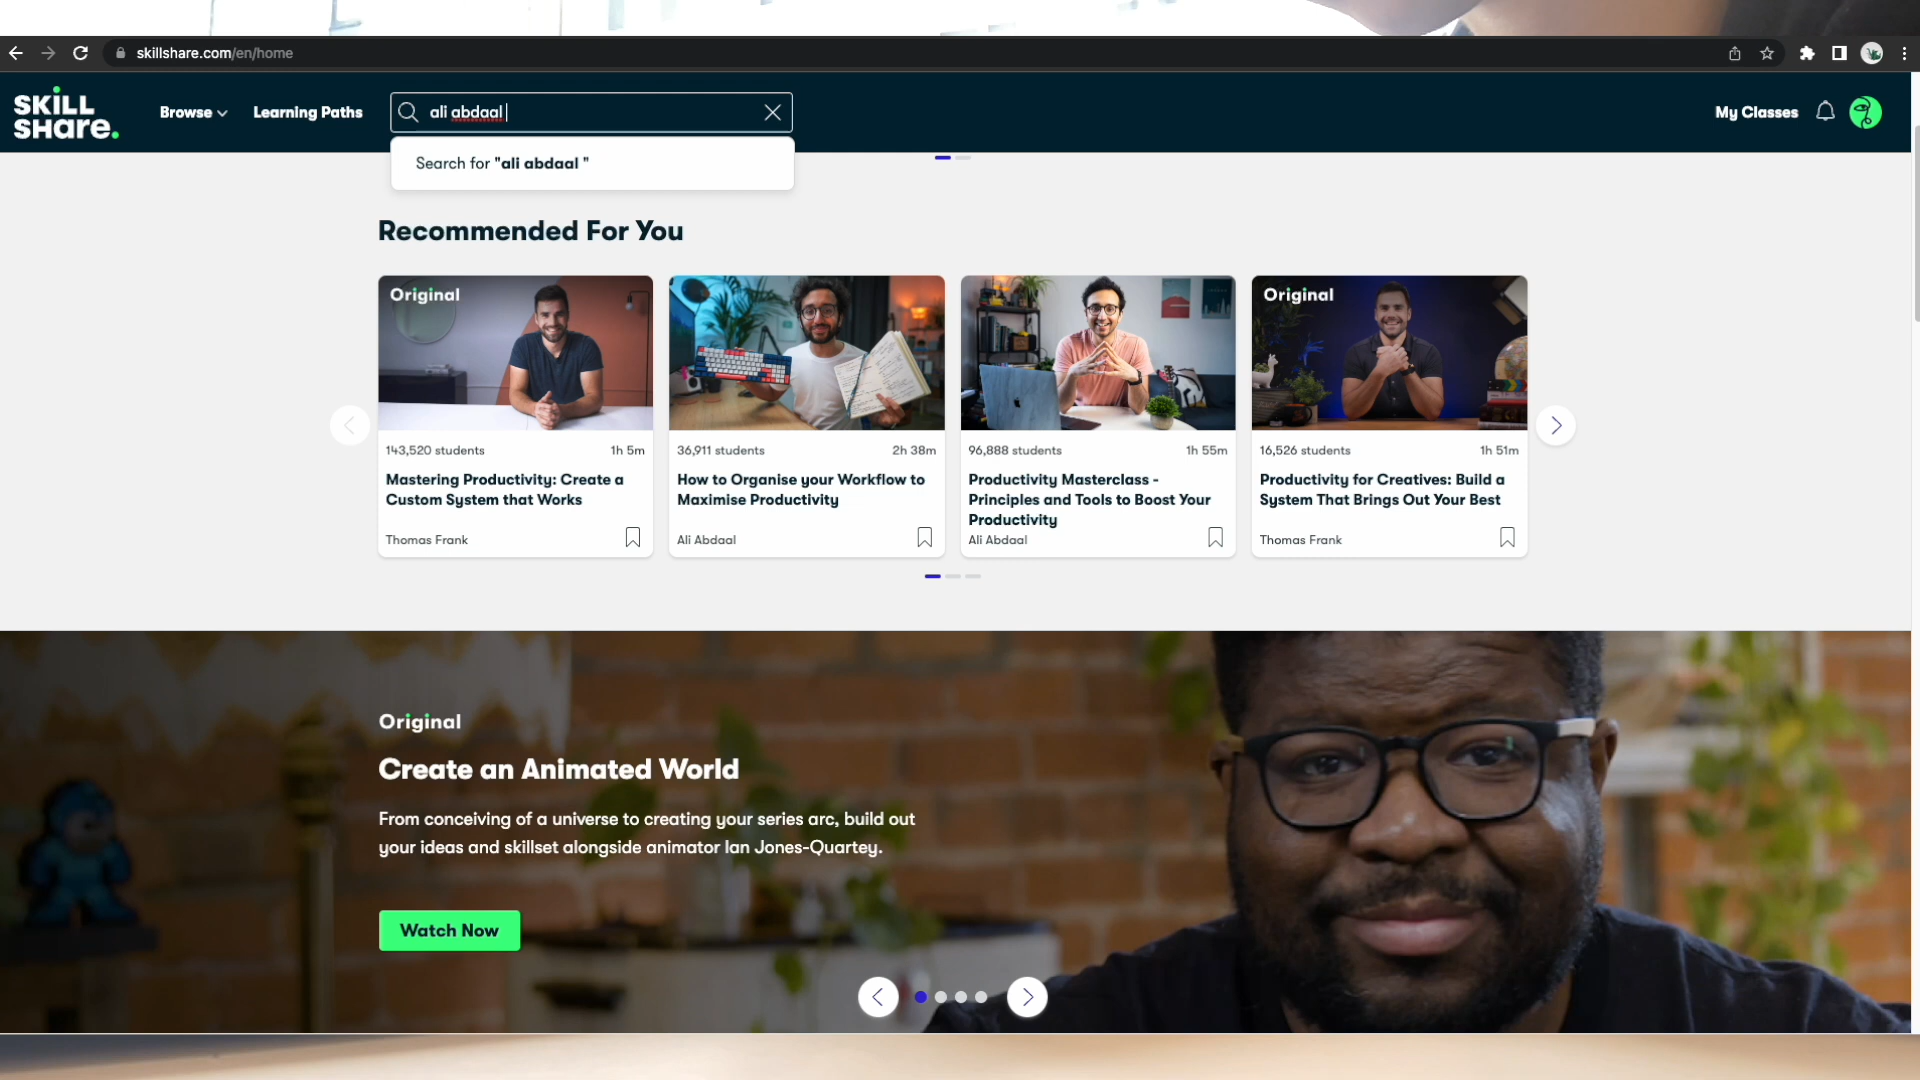 skillshare.com/en/home
SKILL
SHARE.
Browse
Learning Paths
ali abdaal
My Classes
Search for "ali abdaal "
Recommended For You
Original
Original
143,520 students 1h 5m
Mastering Productivity: Create a
Custom System that Works
Thomas Frank
36,911 students 2h 38m
How to Organise your Workflow to
Maximise Productivity
Ali Abdaal
96,888 students 1h 55m
Productivity Masterclass -
Principles and Tools to Boost Your
Productivity
Ali Abdaal
16,526 students 1h 51m
Productivity for Creatives: Build a
System That Brings Out Your Best
Thomas Frank
Original
Create an Animated World
From conceiving of a universe to creating your series arc, build out
your ideas and skillset alongside animator Ian Jones-Quartey.
Watch Now